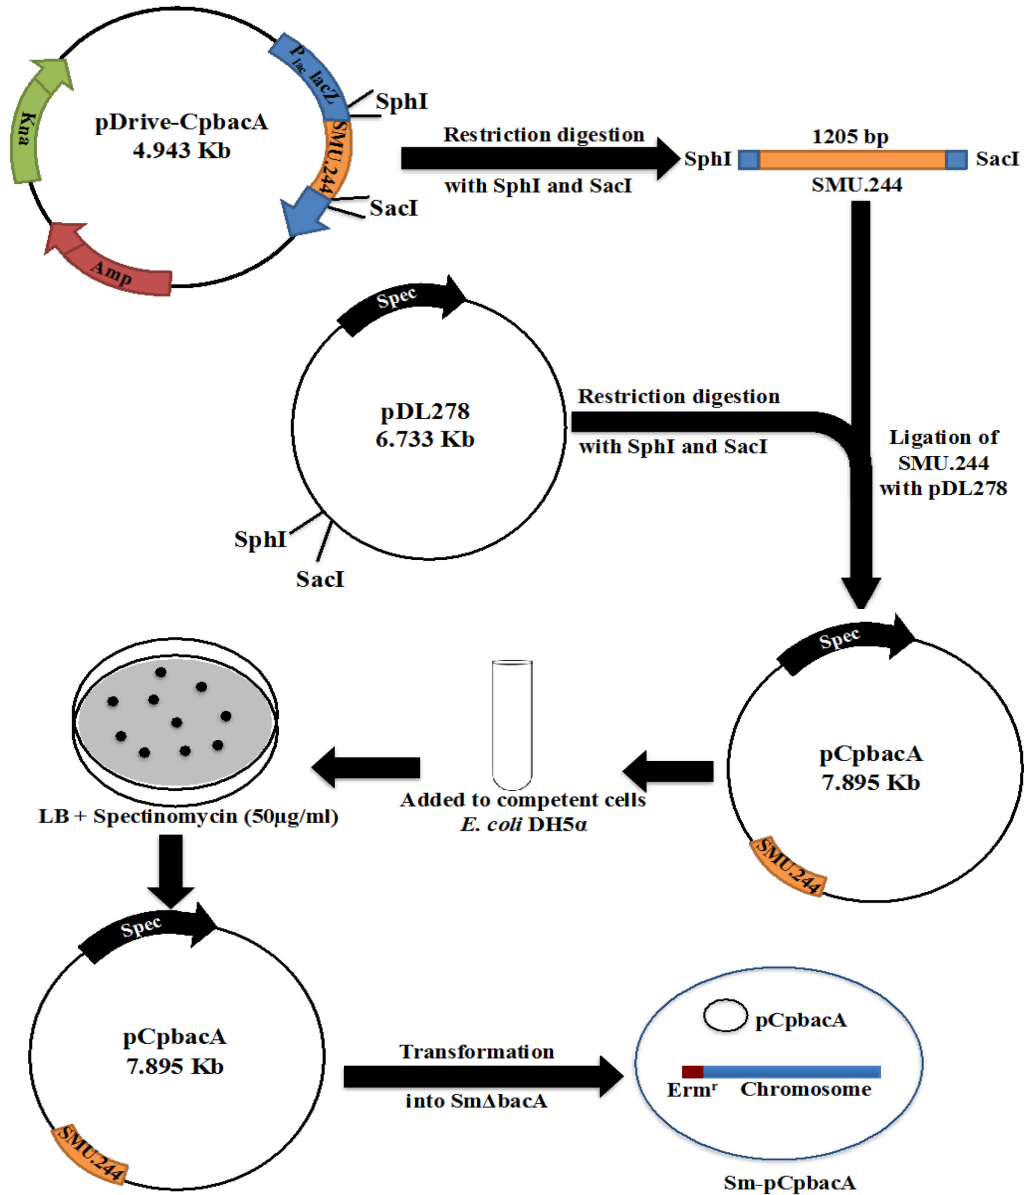 P lac lacZ
SphI
pDrive-CpbacA
4.943 Kb
Kna
SMU.244
SacI
Amp
Restriction digestion
with SphI and SacI
1205 bp
SphI
SacI
SMU.244
Spec
pDL278
6.733 Kb
Restriction digestion
with SphI and SacI
Ligation of
SMU.244
with pDL278
SphI
SacI
Spec
pCpbacA
7.895 Kb
SMU.244
Added to competent cells
E. coli DH5α
LB + Spectinomycin (50µg/ml)
Spec
pCpbacA
7.895 Kb
SMU.244
Transformation
into SmΔbacA
pCpbacA
Ermʳ
Chromosome
Sm-pCpbacA